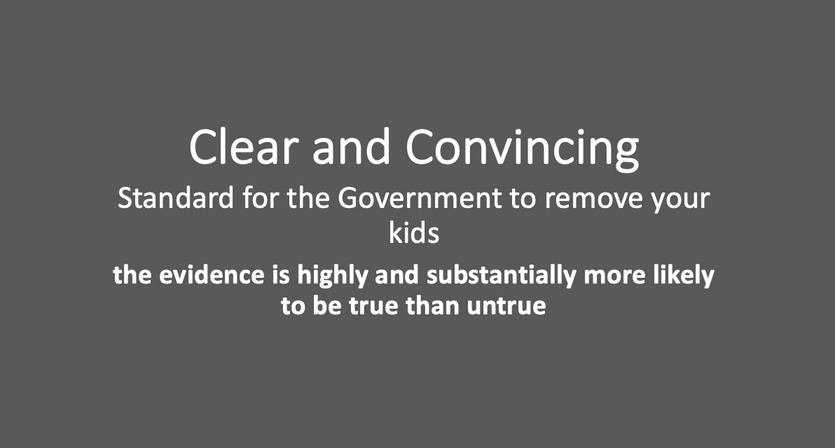 Clear and Convincing
Standard for the Government to remove your
kids
the evidence is highly and substantially more likely
to be true than untrue